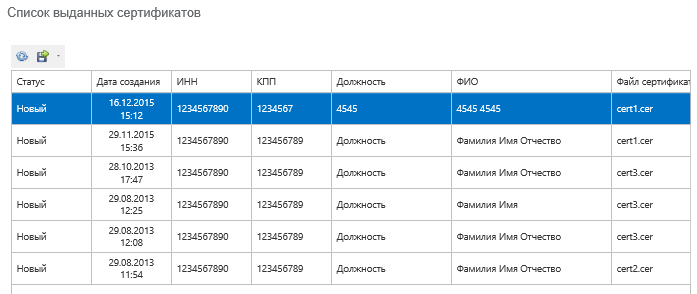 Список выданных сертификатов
Статус Дата создания ИНН КПП Должность ФИО Файл сертификат
Новый 16.12.2015 15:12 1234567890 1234567 4545 4545 4545 cert1.cer
Новый 29.11.2015 15:36 1234567890 123456789 Должность Фамилия Имя Отчество cert1.cer
Новый 28.10.2013 17:47 1234567890 123456789 Должность Фамилия Имя Отчество cert3.cer
Новый 29.08.2013 12:25 1234567890 123456789 Должность Фамилия Имя cert3.cer
Новый 29.08.2013 12:08 1234567890 123456789 Должность Фамилия Имя Отчество cert3.cer
Новый 29.08.2013 11:54 1234567890 123456789 Должность Фамилия Имя Отчество cert2.cer